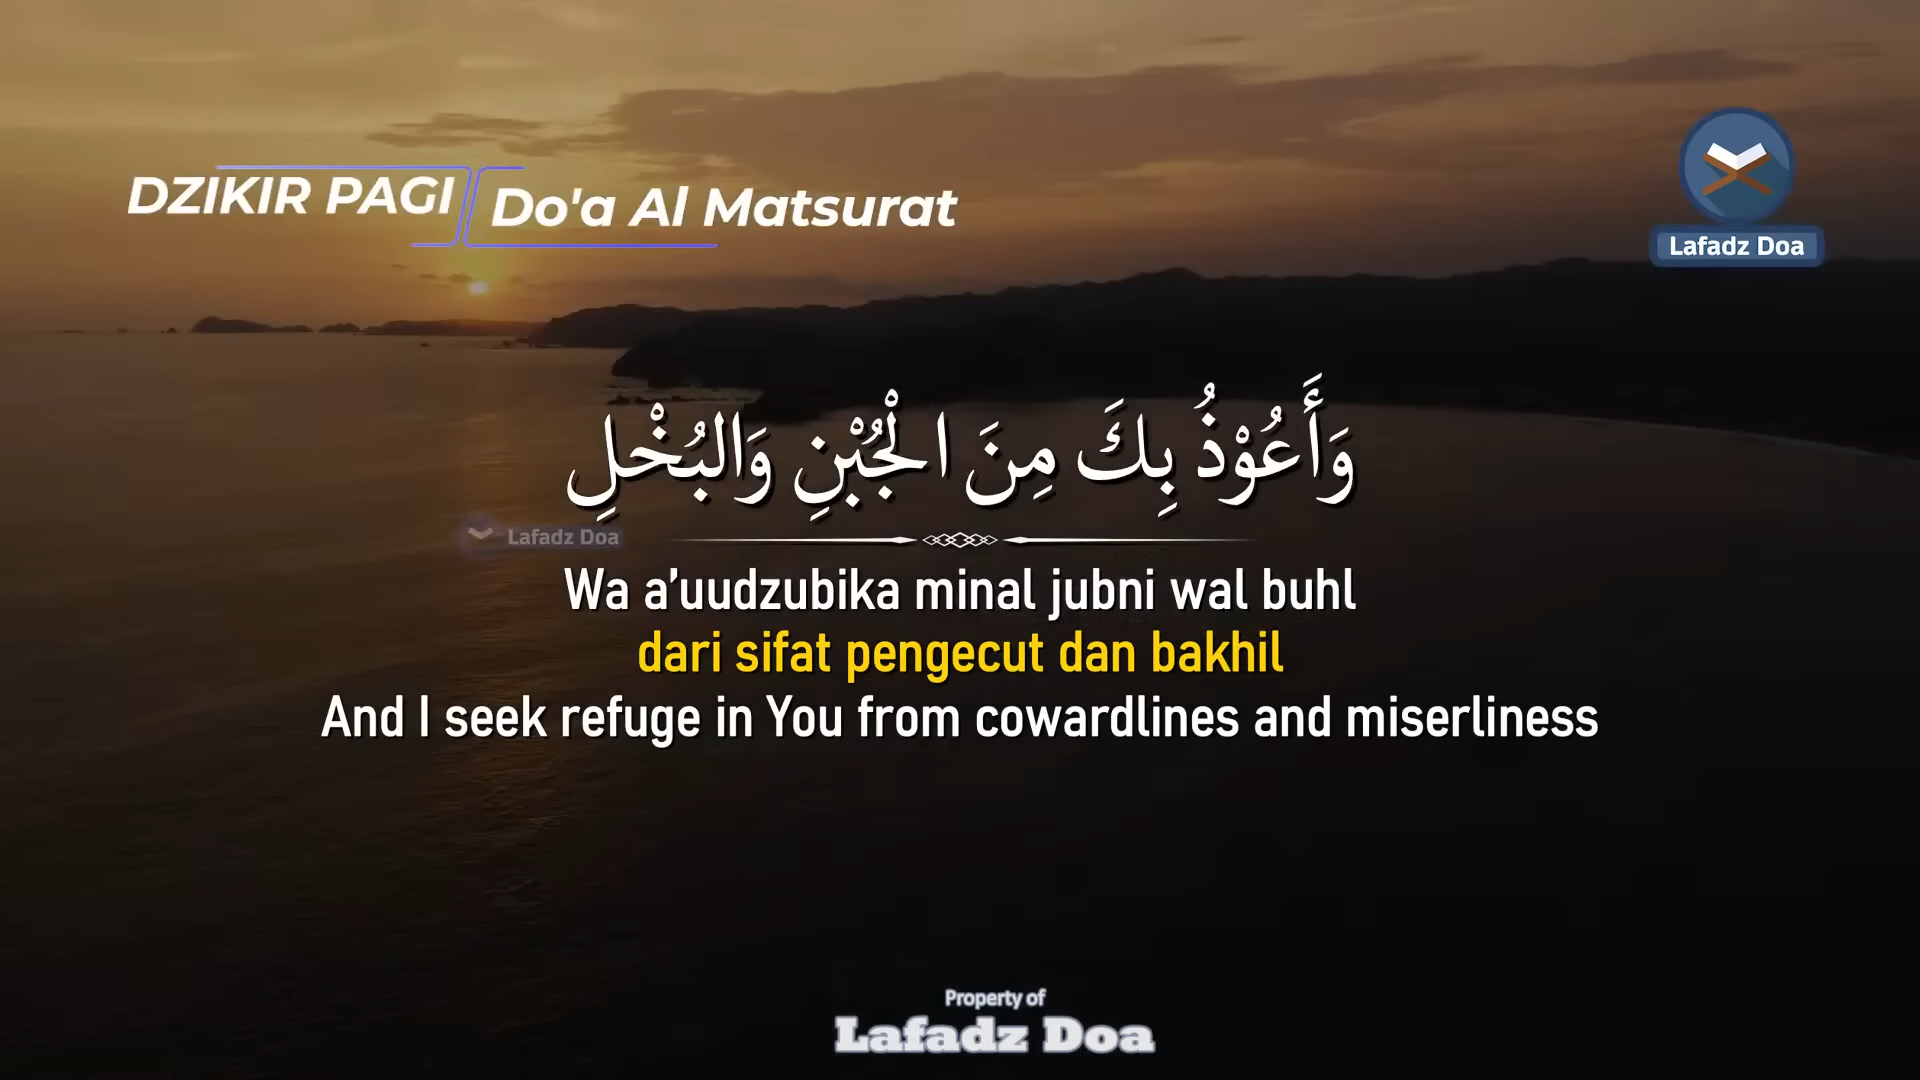 DZIKIR PAGI
Do'a Al Matsurat
Lafadz Doa
وَأَعُوْذُ بِكَ مِنَ الْجُبْنِ وَالبُخْلِ
Lafadz Doa
Wa a’uudzubika minal jubni wal buhl
dari sifat pengecut dan bakhil
And I seek refuge in You from cowardlines and miserliness
Property of
Lafadz Doa